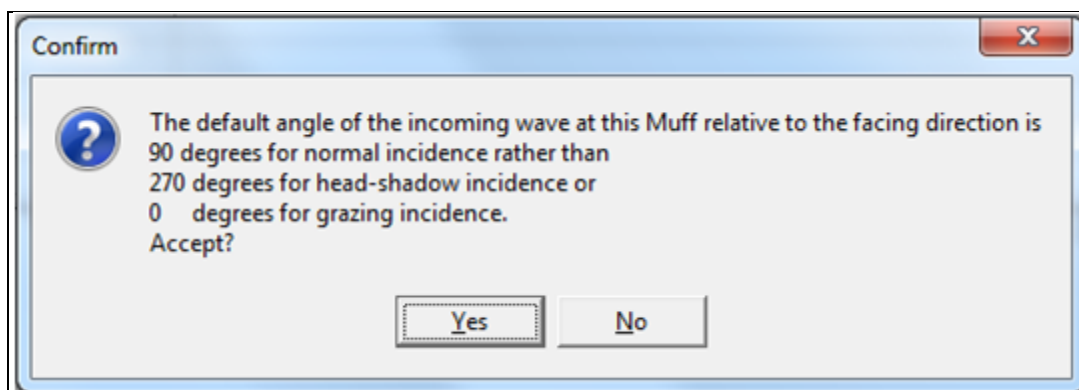 Confirm
The default angle of the incoming wave at this Muff relative to the facing direction is
90 degrees for normal incidence rather than
270 degrees for head-shadow incidence or
0 degrees for grazing incidence.
Accept?
Yes No